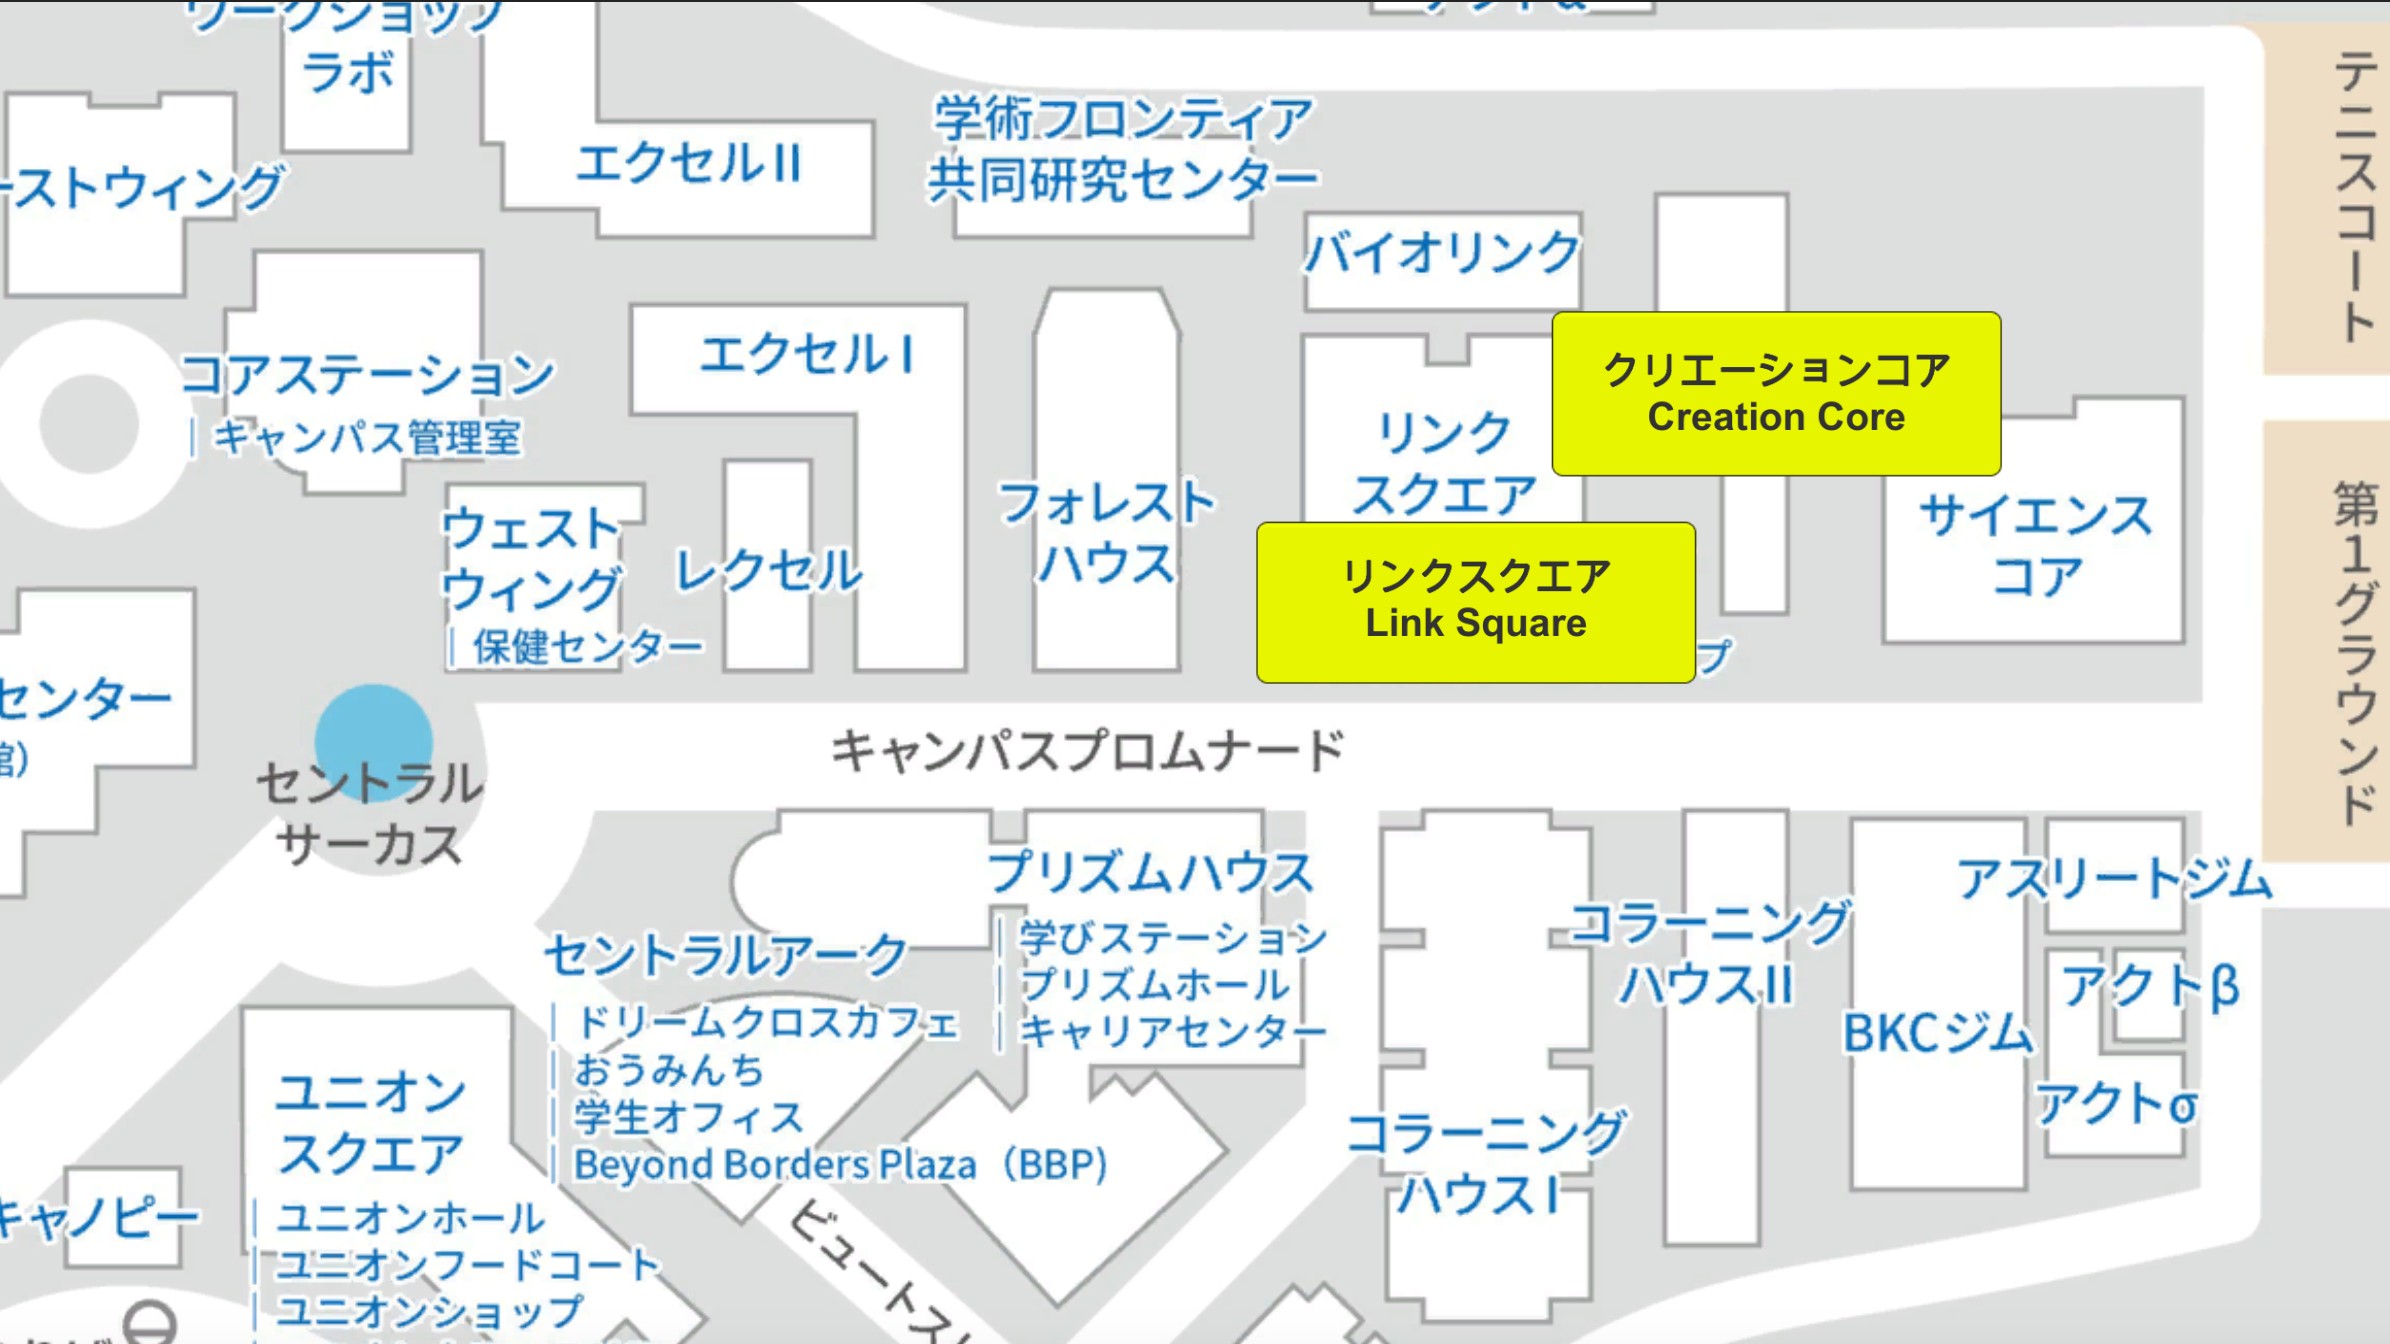 ワークショップ
ラボ
ーストウィング
エクセルⅡ
学術フロンティア
共同研究センター
バイオリンク
テニスコート
コアステーション
キャンパス管理室
エクセルⅠ
クリエーションコア
Creation Core
リンク
スクエア
フォレスト
ハウス
ウェスト
ウィング
保健センター
レクセル
サイエンス
コア
リンクスクエア
Link Square
プ
第1グラウンド
センター
館)
セントラル
サーカス
キャンパスプロムナード
プリズムハウス
学びステーション
プリズムホール
キャリアセンター
セントラルアーク
ドリームクロスカフェ
おうみんち
学生オフィス
Beyond Borders Plaza（BBP）
コラーニング
ハウスⅡ
アスリートジム
アクトβ
BKCジム
アクトσ
コラーニング
ハウスⅠ
ユニオン
スクエア
ユニオンホール
ユニオンフードコート
ユニオンショップ
キャノピー
ビュートス